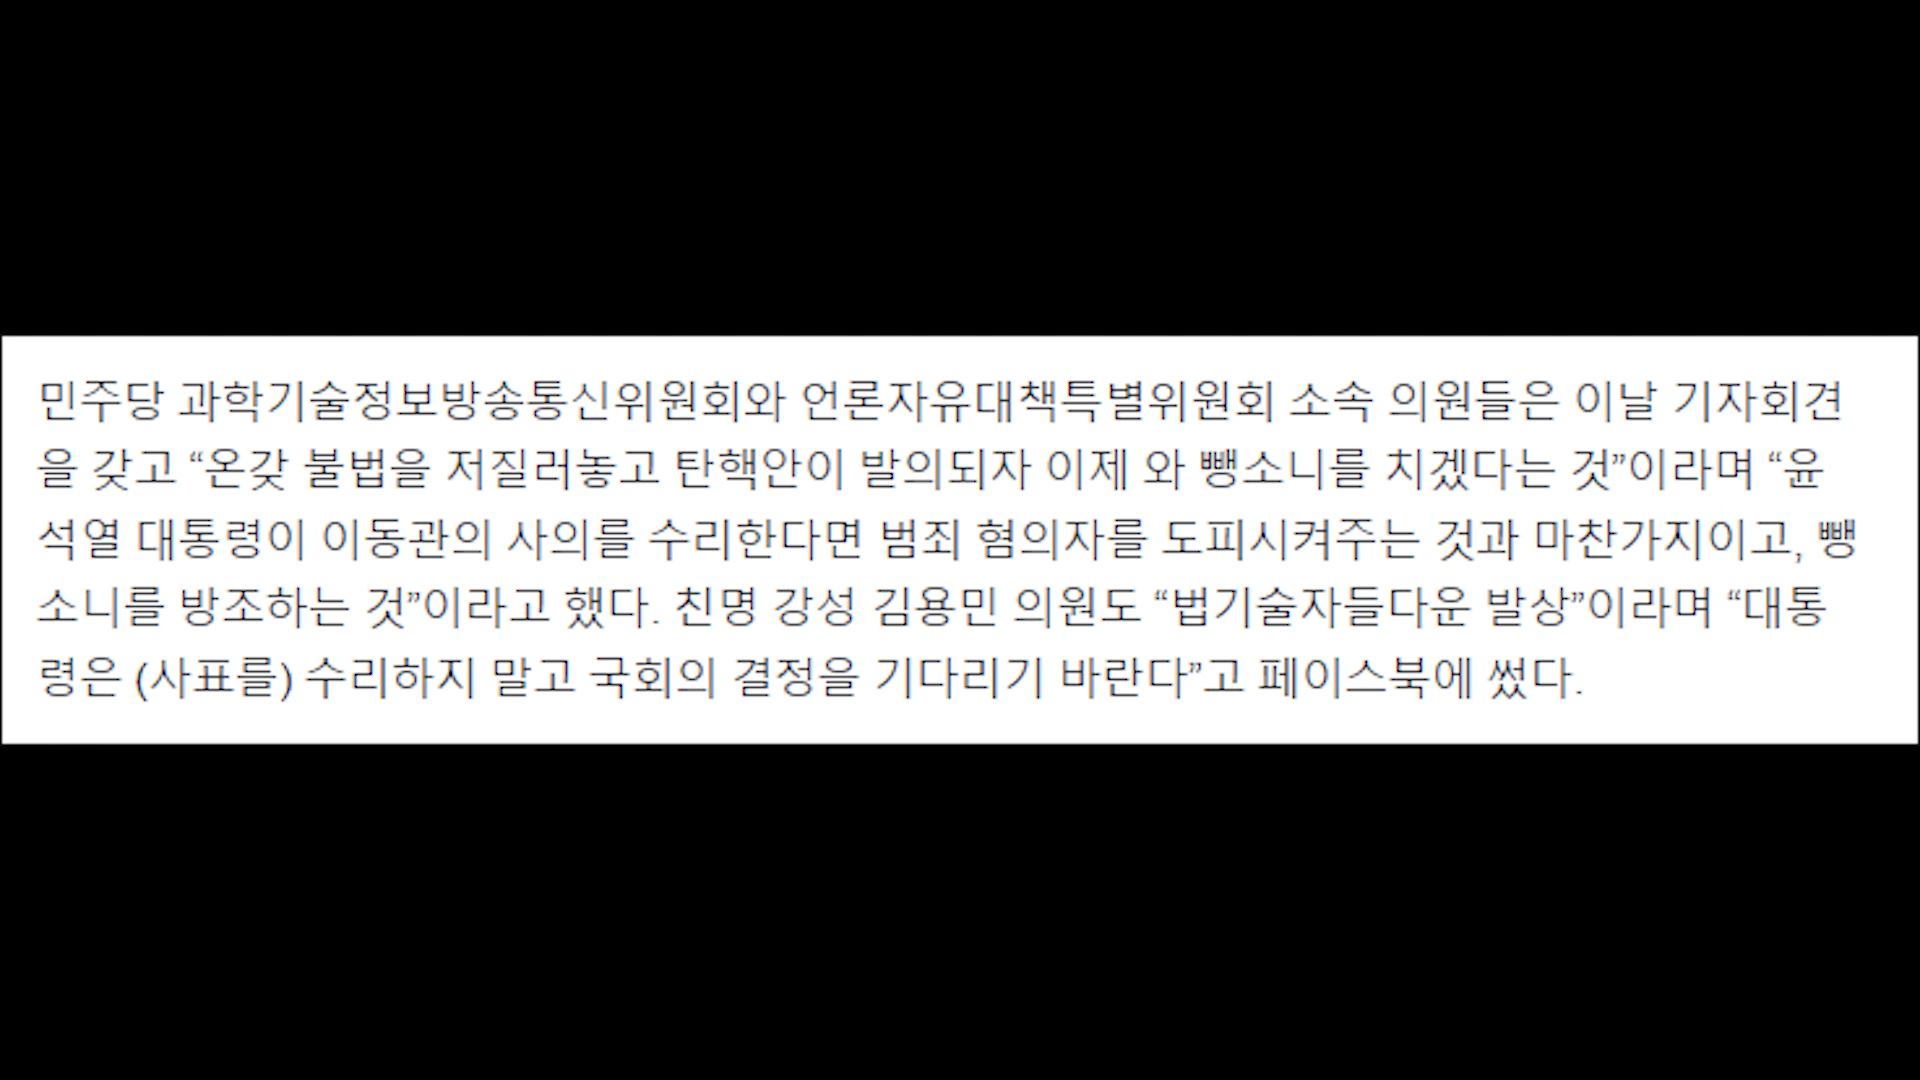 민주당 과학기술정보방송통신위원회와 언론자유대책특별위원회 소속 의원들은 이날 기자회견
을 갖고 “온갖 불법을 저질러놓고 탄핵안이 발의되자 이제 와 뺑소니를 치겠다는 것”이라며 “윤
석열 대통령이 이동관의 사의를 수리한다면 범죄 혐의자를 도피시켜주는 것과 마찬가지이고, 뺑
소니를 방조하는 것”이라고 했다. 친명 강성 김용민 의원도 “법기술자들다운 발상”이라며 “대통
령은 (사표를) 수리하지 말고 국회의 결정을 기다리기 바란다”고 페이스북에 썼다.